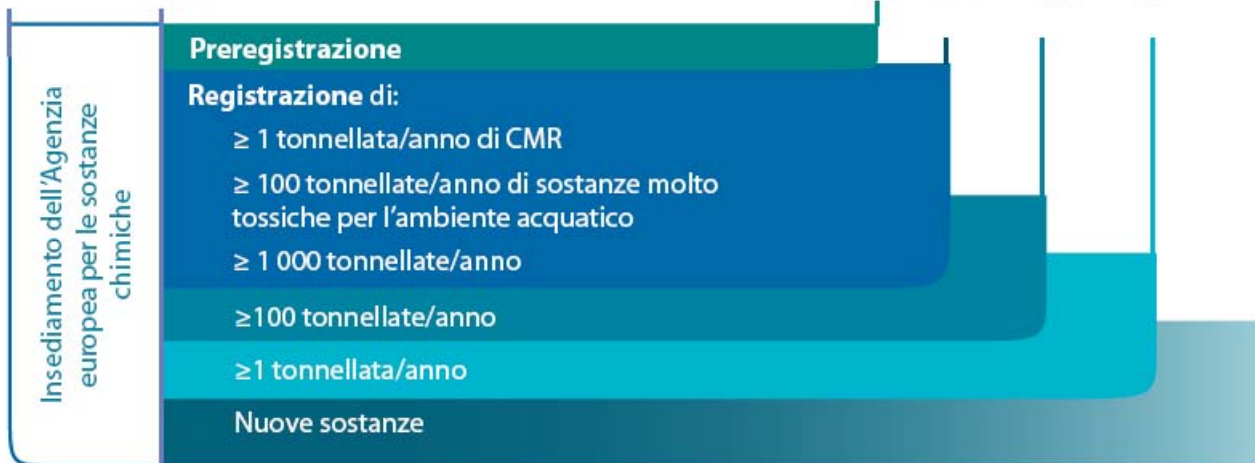 Insediamento dell'Agenzia
europea per le sostanze
chimiche
Preregistrazione
Registrazione di:
≥ 1 tonnellata/anno di CMR
≥ 100 tonnellate/anno di sostanze molto
tossiche per l'ambiente acquatico
≥ 1 000 tonnellate/anno
≥100 tonnellate/anno
≥1 tonnellata/anno
Nuove sostanze